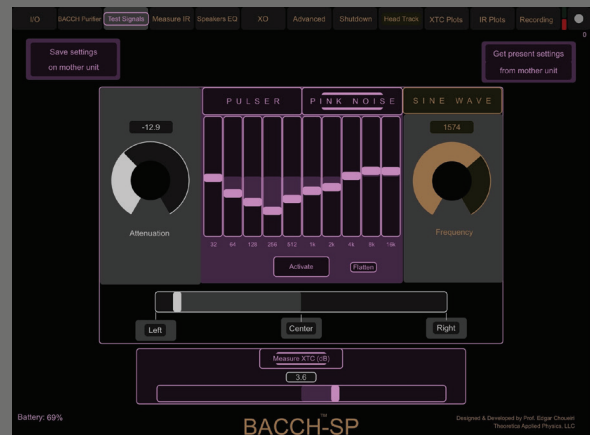 I/O
BACCH Purifier
Test Signals
Measure IR
Speakers EQ
XO
Advanced
Shutdown
Head Track
XTC Plots
IR Plots
Recording
0
Save settings
on mother unit
Get present settings
from mother unit
PULSER
PINK NOISE
SINE WAVE
-12.9
1574
Attenuation
Frequency
32 64 128 256 512 1k 2k 4k 8k 16k
Activate
Flatten
Left
Center
Right
Measure XTC (dB)
3.6
Battery: 69%
BACCH-SP™
Designed & Developed by Prof. Edgar Choueiri
Theoretica Applied Physics, LLC